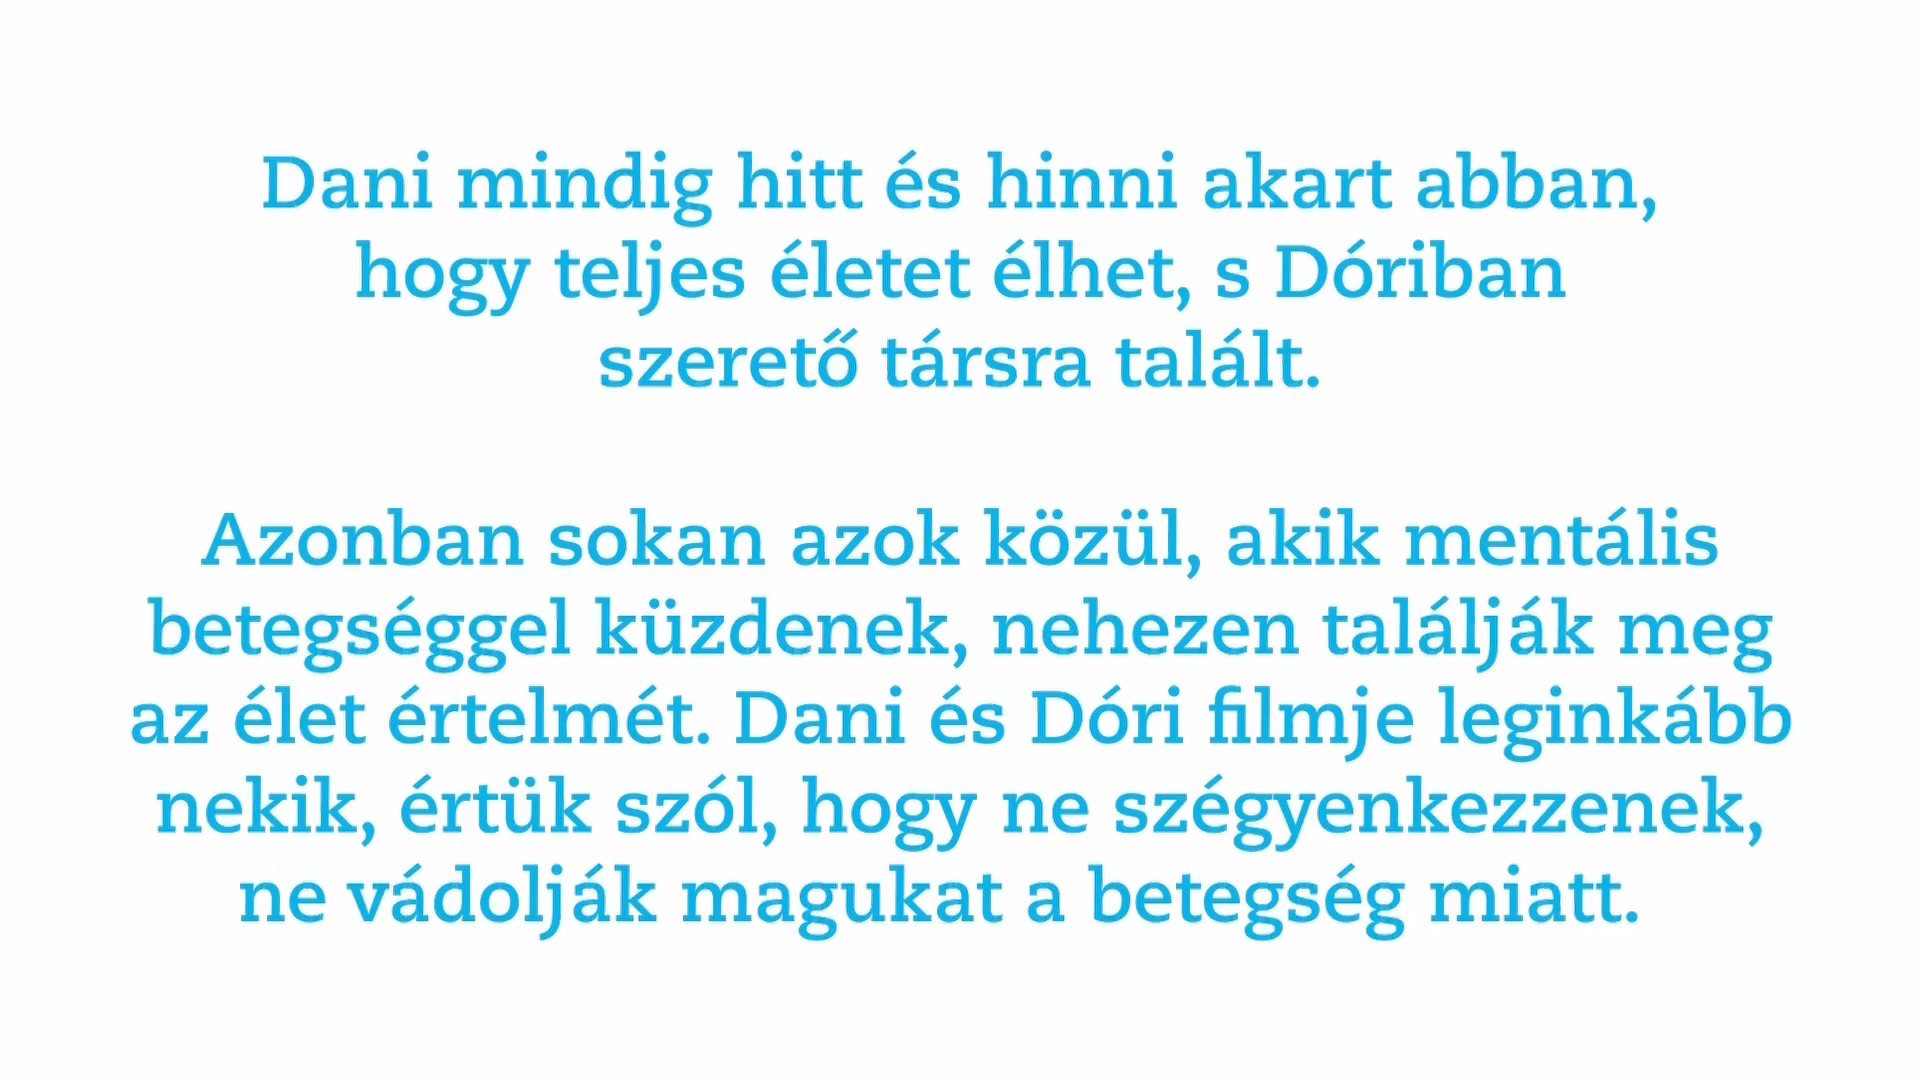 Dani mindig hitt és hinni akart abban,
hogy teljes életet élhet, s Dóriban
szerető társra talált.
Azonban sokan azok közül, akik mentális
betegséggel küzdenek, nehezen találják meg
az élet értelmét. Dani és Dóri filmje leginkább
nekik, értük szól, hogy ne szégyenkezzenek,
ne vádolják magukat a betegség miatt.